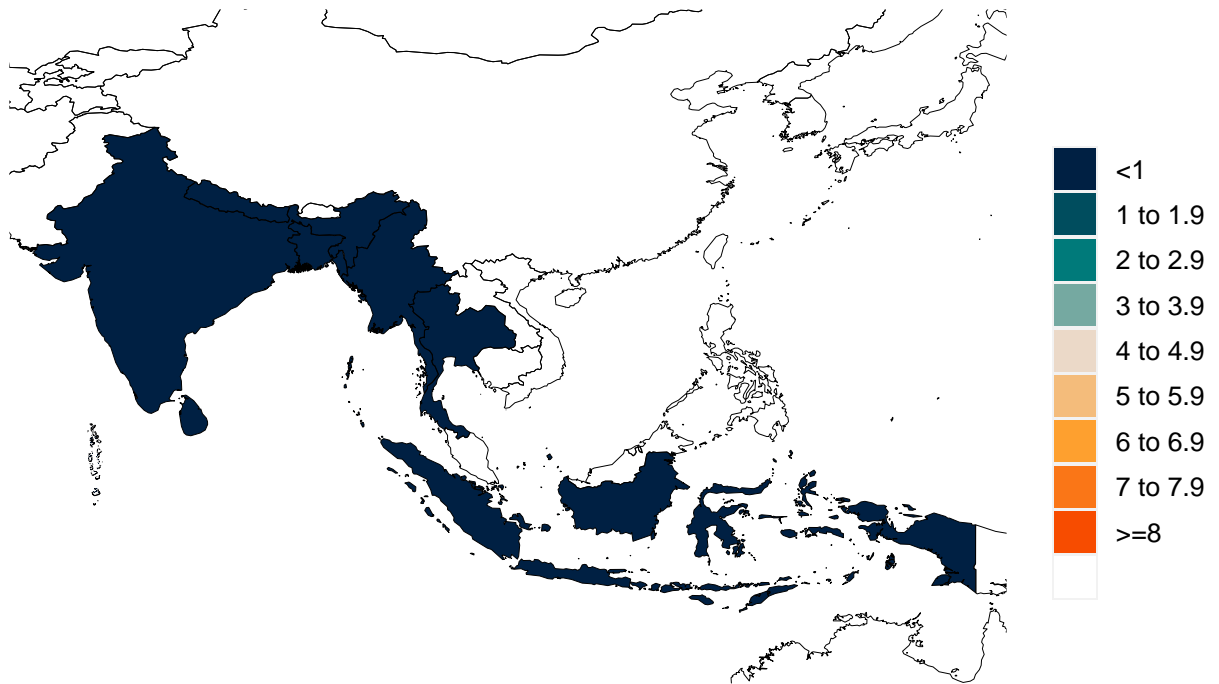 <1
1 to 1.9
2 to 2.9
3 to 3.9
4 to 4.9
5 to 5.9
6 to 6.9
7 to 7.9
>=8